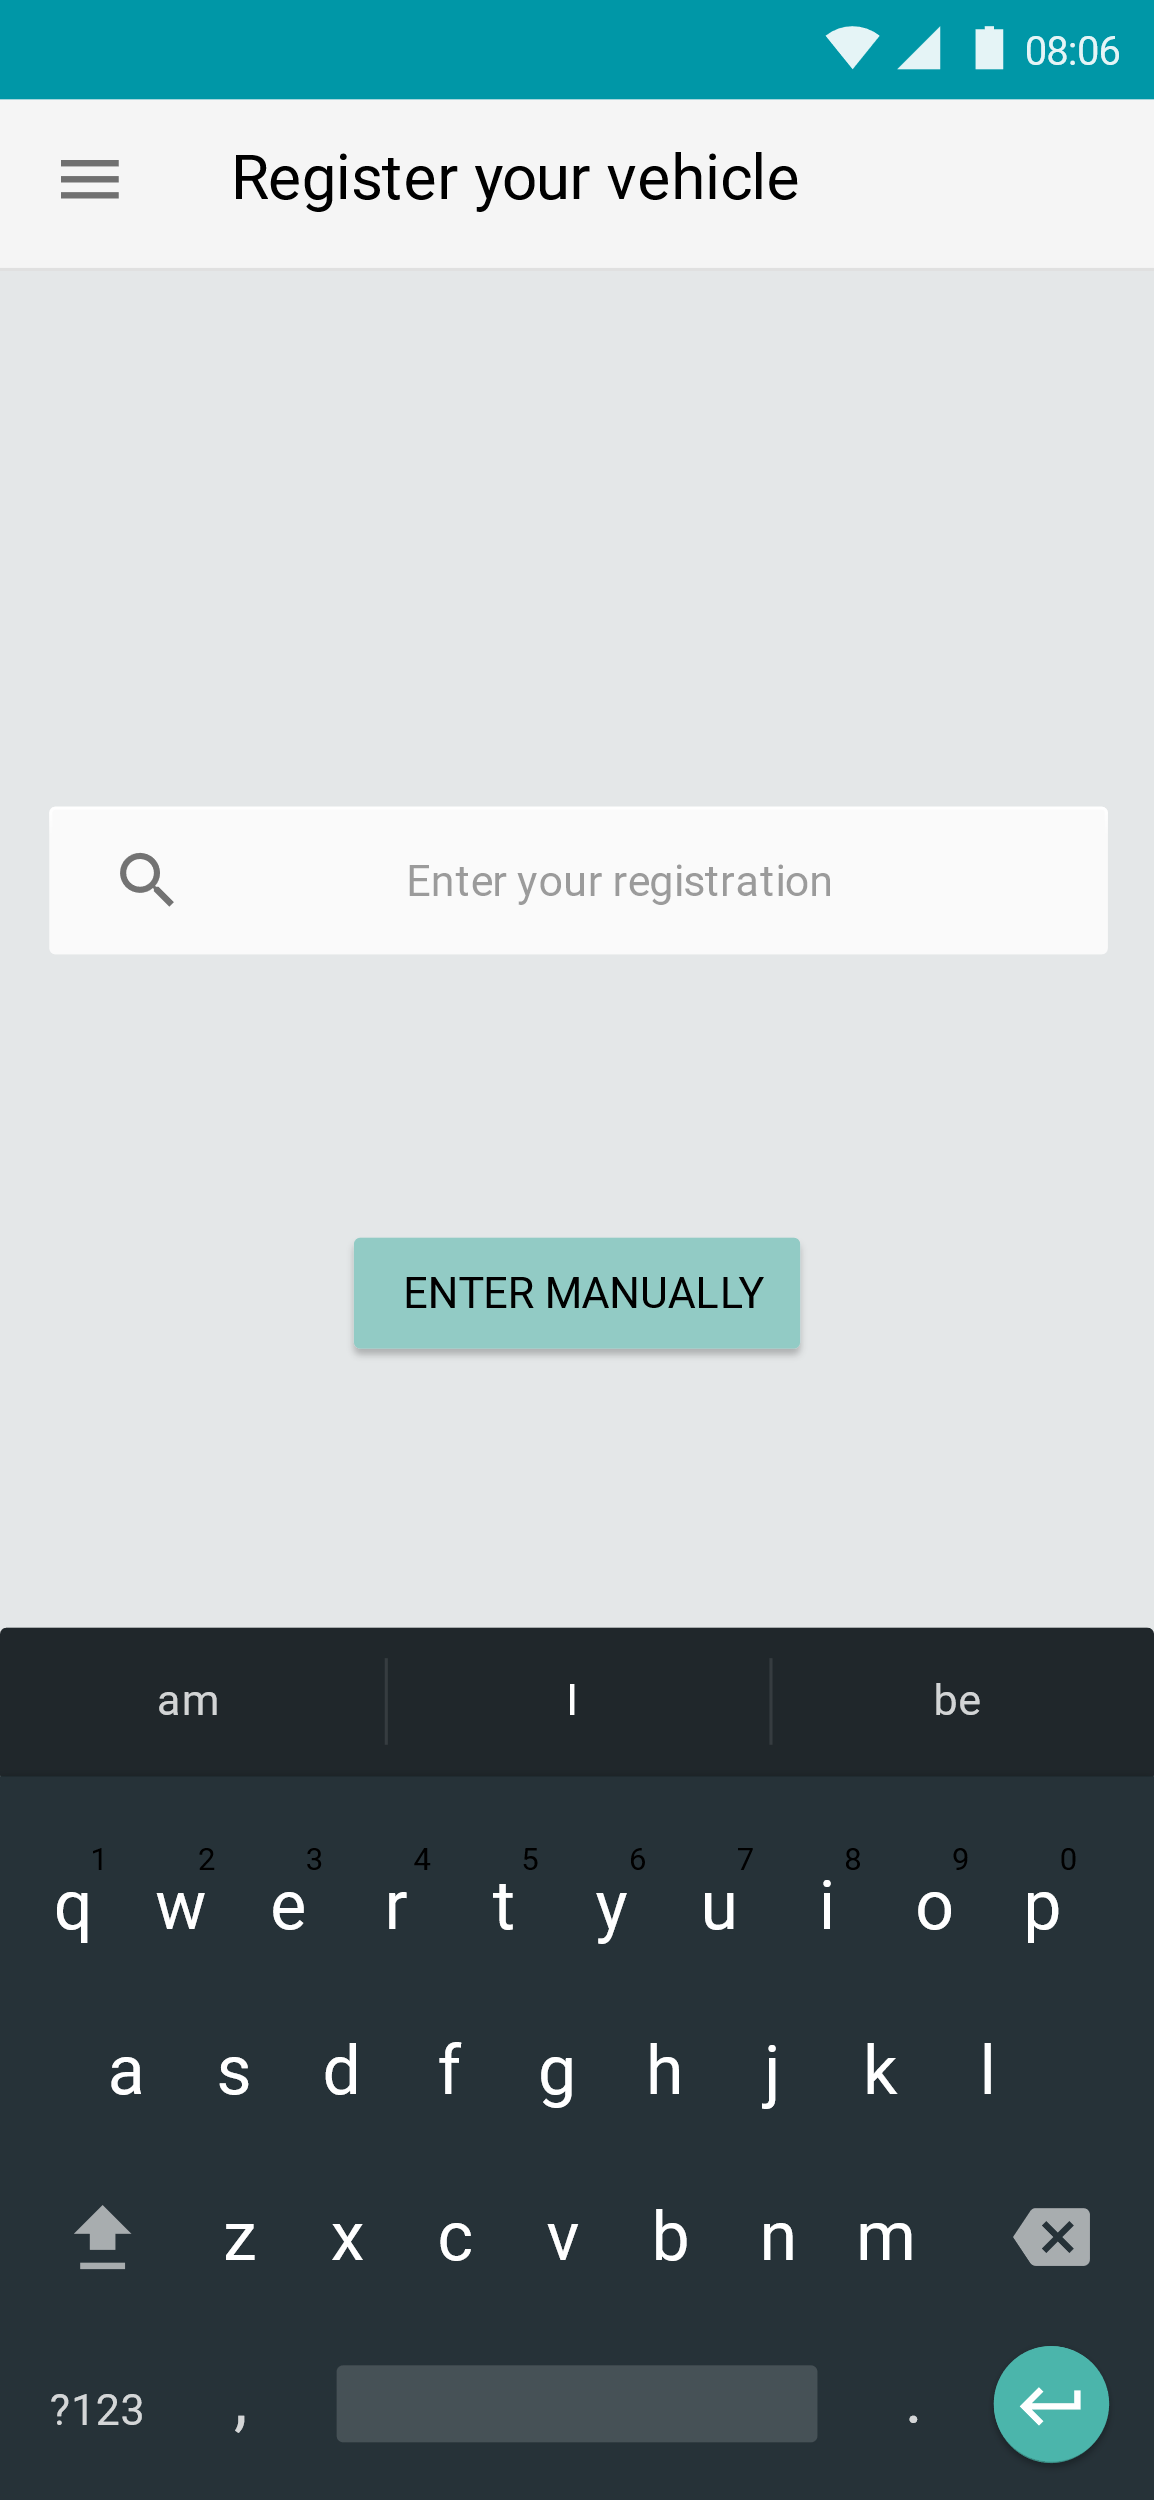 08:06
Register your vehicle
Enter your registration
ENTER MANUALLY
am I be
1 2 3 4 5 6 7 8 9 0
q w e r t y u i o p
a s d f g h j k l
z x c v b n m
?123 , .